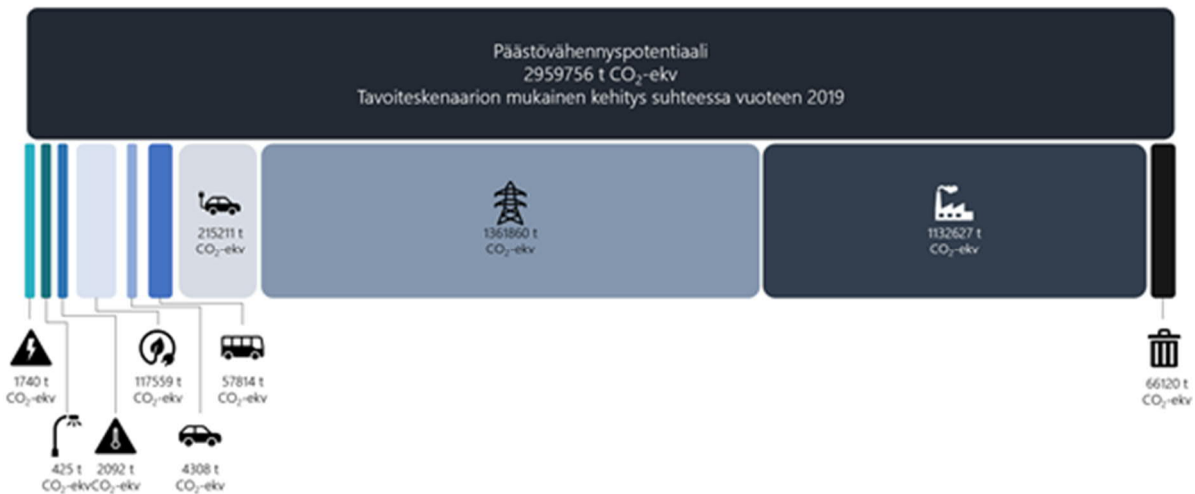 Päästövähennyspotentiaali
2959756 t CO₂-ekv
Tavoiteskenaarion mukainen kehitys suhteessa vuoteen 2019
215211 t
CO₂-ekv
1361860 t
CO₂-ekv
1132627 t
CO₂-ekv
1740 t
CO₂-ekv
117559 t
CO₂-ekv
57814 t
CO₂-ekv
66120 t
CO₂-ekv
425 t
CO₂-ekv
2092 t
CO₂-ekv
4308 t
CO₂-ekv